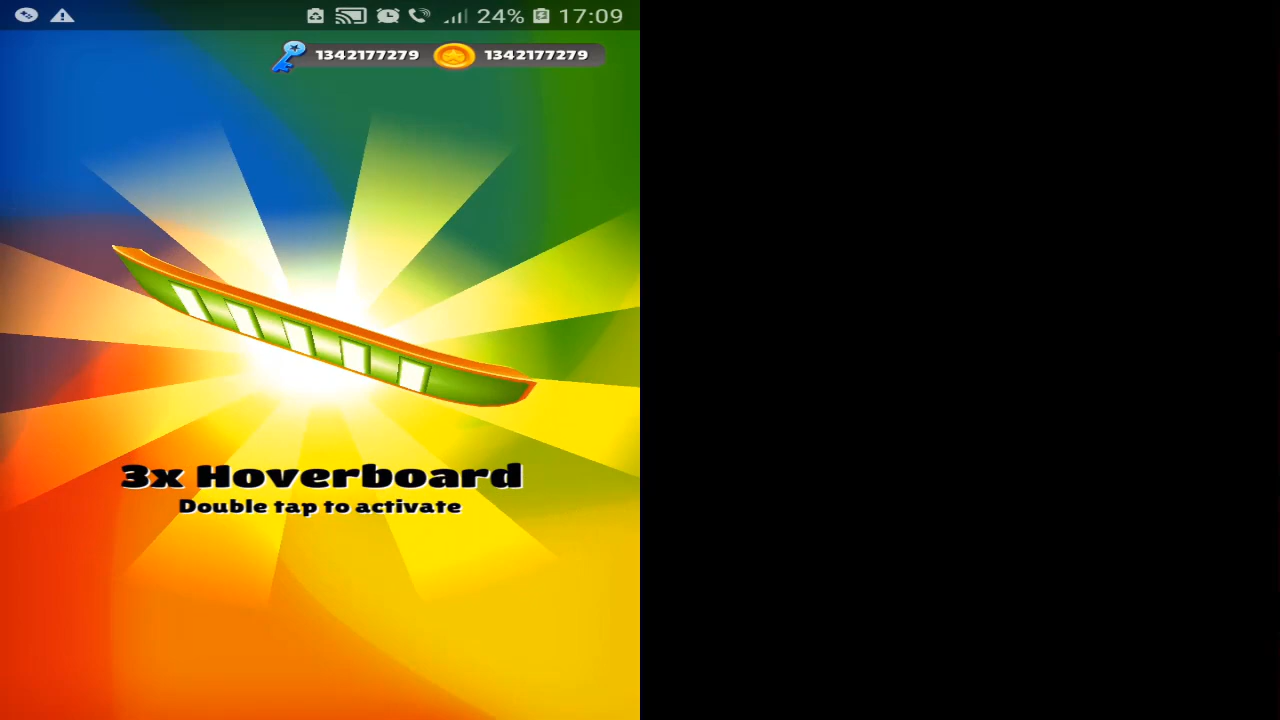 24% 17:09
1342177279 1342177279
3x Hoverboard
Double tap to activate